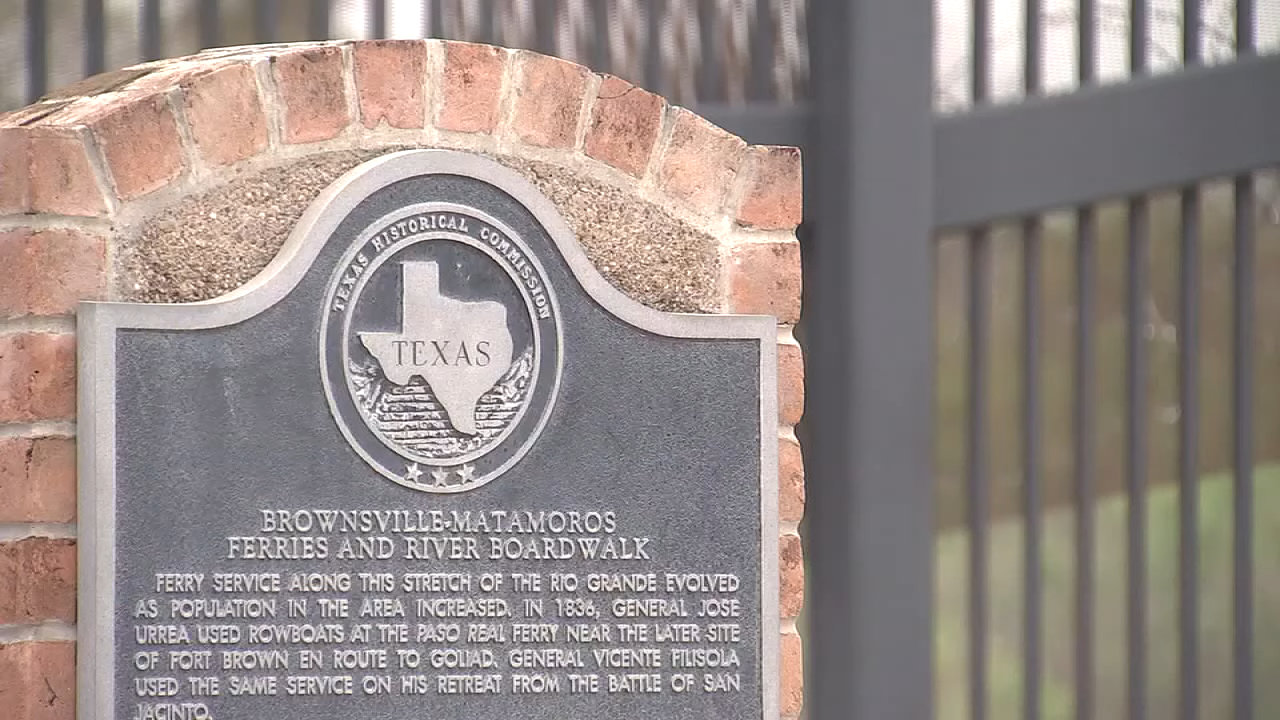 TEXAS HISTORICAL COMMISSION
TEXAS
BROWNSVILLE-MATAMOROS
FERRIES AND RIVER BOARDWALK
FERRY SERVICE ALONG THIS STRETCH OF THE RIO GRANDE EVOLVED
AS POPULATION IN THE AREA INCREASED. IN 1836, GENERAL JOSE
URREA USED ROWBOATS AT THE PASO REAL FERRY NEAR THE LATER SITE
OF FORT BROWN EN ROUTE TO GOLIAD. GENERAL VICENTE FILISOLA
USED THE SAME SERVICE ON HIS RETREAT FROM THE BATTLE OF SAN
JACINTO.